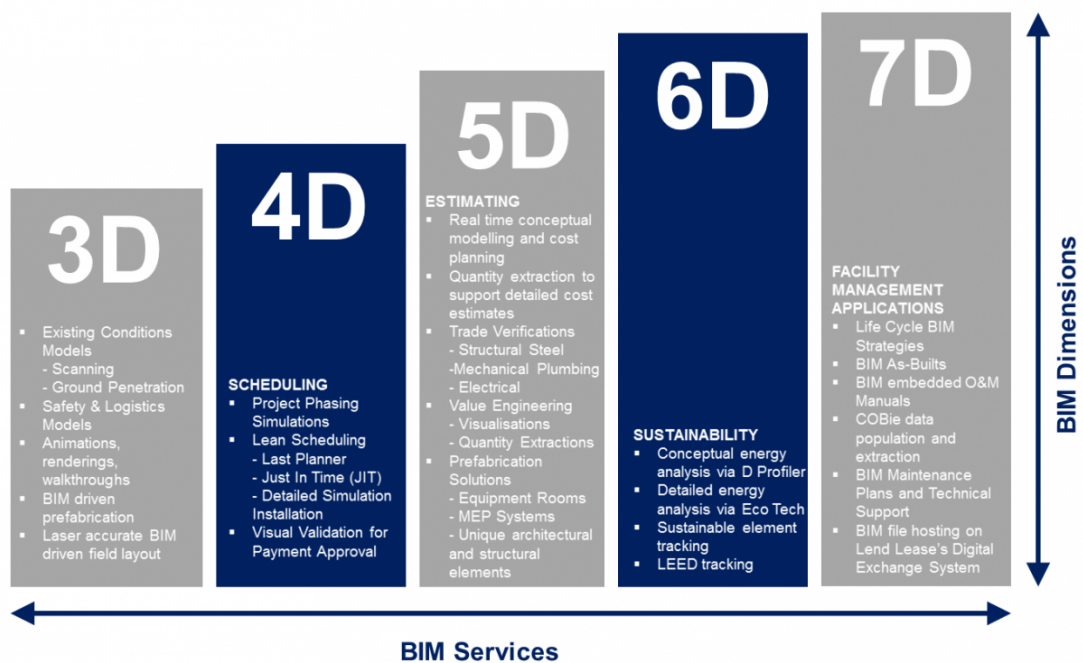 3D
▪ Existing Conditions
Models
- Scanning
- Ground Penetration
▪ Safety & Logistics
Models
▪ Animations,
renderings,
walkthroughs
▪ BIM driven
prefabrication
▪ Laser accurate BIM
driven field layout
4D
SCHEDULING
▪ Project Phasing
Simulations
▪ Lean Scheduling
- Last Planner
- Just In Time (JIT)
- Detailed Simulation
Installation
▪ Visual Validation for
Payment Approval
5D
ESTIMATING
▪ Real time conceptual
modelling and cost
planning
▪ Quantity extraction to
support detailed cost
estimates
▪ Trade Verifications
- Structural Steel
-Mechanical Plumbing
- Electrical
▪ Value Engineering
- Visualisations
- Quantity Extractions
▪ Prefabrication
Solutions
- Equipment Rooms
- MEP Systems
- Unique architectural
and structural
elements
6D
SUSTAINABILITY
▪ Conceptual energy
analysis via D Profiler
▪ Detailed energy
analysis via Eco Tech
▪ Sustainable element
tracking
▪ LEED tracking
7D
FACILITY
MANAGEMENT
APPLICATIONS
▪ Life Cycle BIM
Strategies
▪ BIM As-Builts
▪ BIM embedded O&M
Manuals
▪ COBie data
population and
extraction
▪ BIM Maintenance
Plans and Technical
Support
▪ BIM file hosting on
Lend Lease's Digital
Exchange System
BIM Dimensions
BIM Services